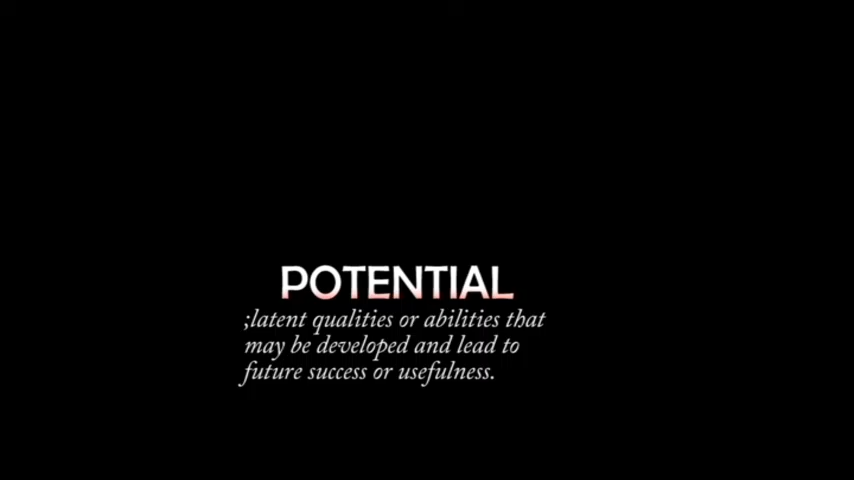 POTENTIAL
;latent qualities or abilities that
may be developed and lead to
future success or usefulness.